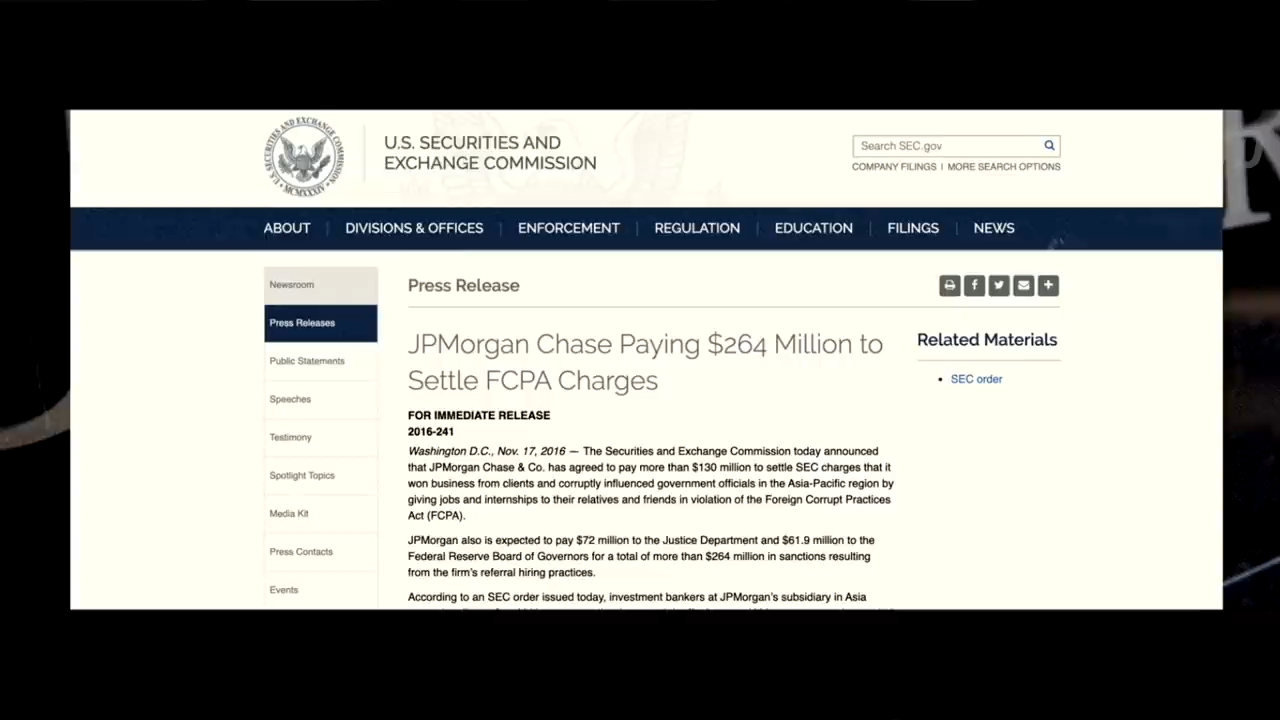 U.S. SECURITIES AND EXCHANGE COMMISSION
MCMXXXIV
U.S. SECURITIES AND
EXCHANGE COMMISSION
Search SEC.gov
COMPANY FILINGS | MORE SEARCH OPTIONS
ABOUT | DIVISIONS & OFFICES | ENFORCEMENT | REGULATION | EDUCATION | FILINGS | NEWS
Newsroom
Press Releases
Public Statements
Speeches
Testimony
Spotlight Topics
Media Kit
Press Contacts
Events
Press Release
JPMorgan Chase Paying $264 Million to
Settle FCPA Charges
FOR IMMEDIATE RELEASE
2016-241
Washington D.C., Nov. 17, 2016 — The Securities and Exchange Commission today announced
that JPMorgan Chase & Co. has agreed to pay more than $130 million to settle SEC charges that it
won business from clients and corruptly influenced government officials in the Asia-Pacific region by
giving jobs and internships to their relatives and friends in violation of the Foreign Corrupt Practices
Act (FCPA).
JPMorgan also is expected to pay $72 million to the Justice Department and $61.9 million to the
Federal Reserve Board of Governors for a total of more than $264 million in sanctions resulting
from the firm's referral hiring practices.
According to an SEC order issued today, investment bankers at JPMorgan's subsidiary in Asia
Related Materials
• SEC order